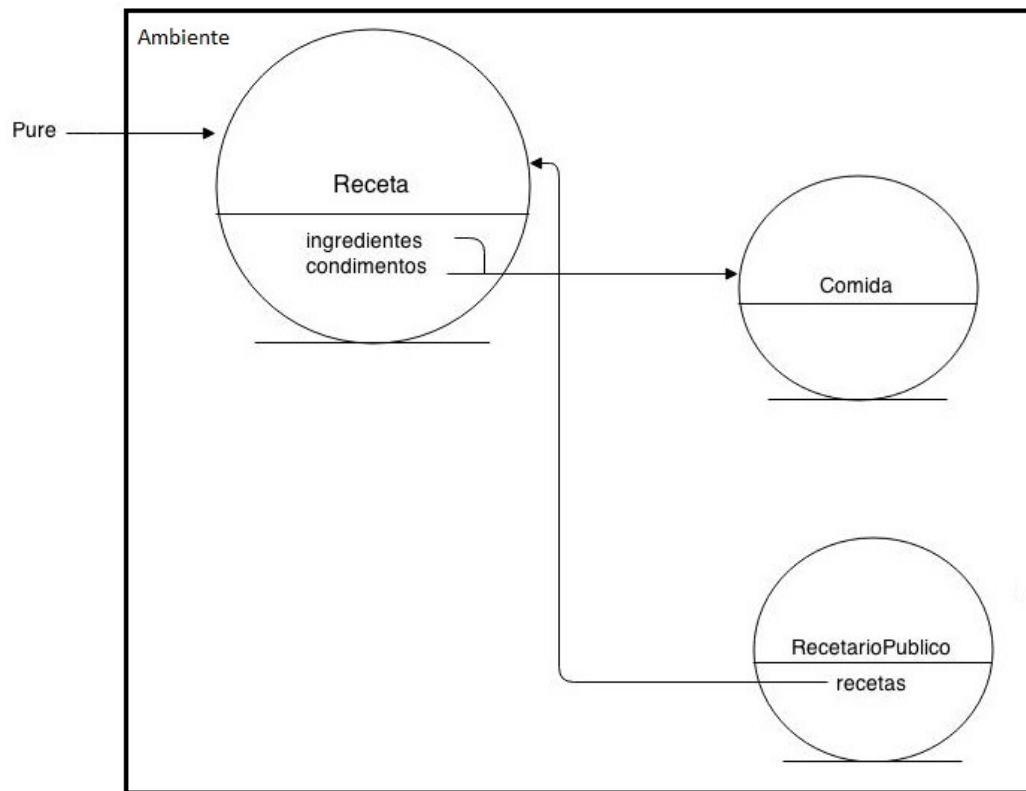 Ambiente
Pure
Receta
ingredientes
condimentos
Comida
RecetarioPublico
recetas